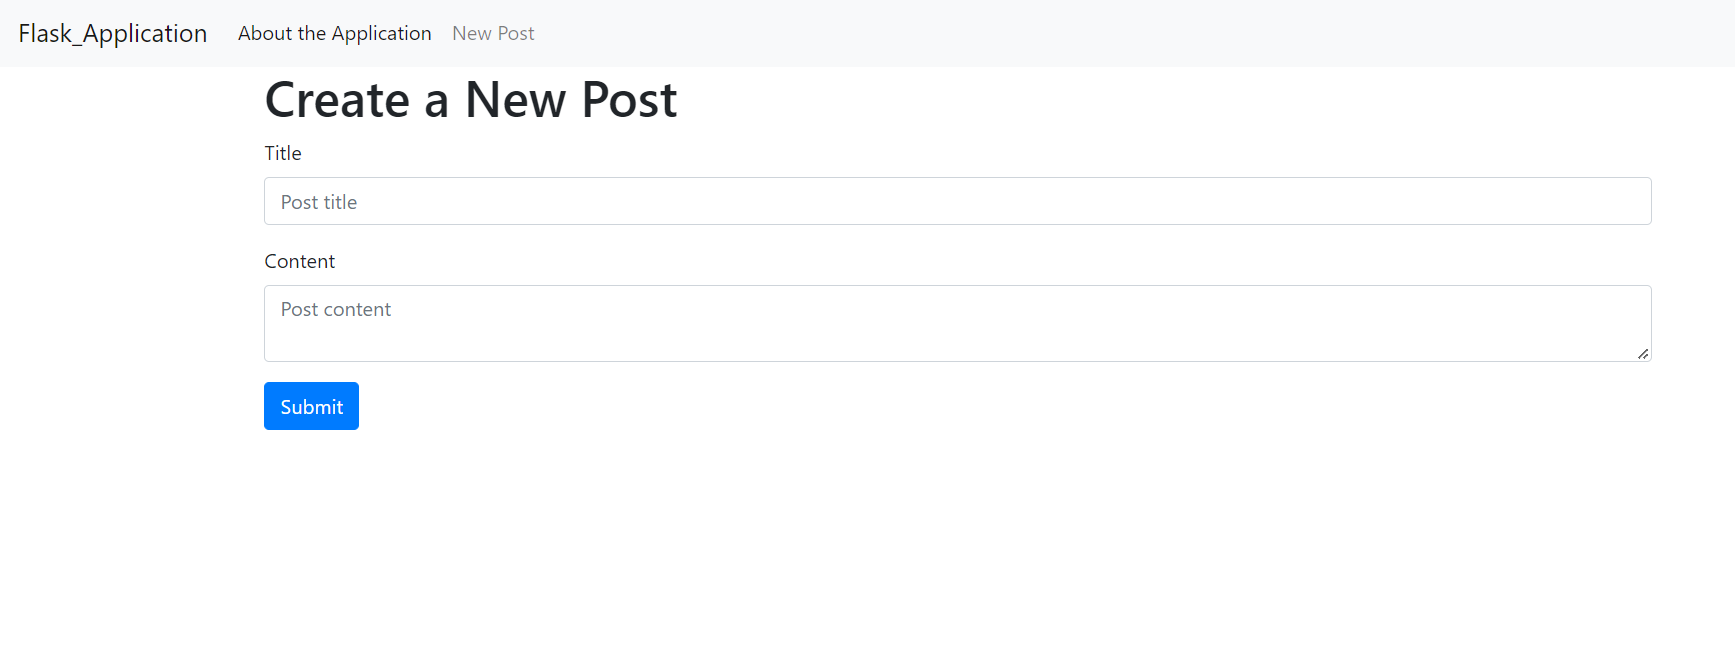 Flask_Application About the Application New Post
Create a New Post
Title
Post title
Content
Post content
Submit